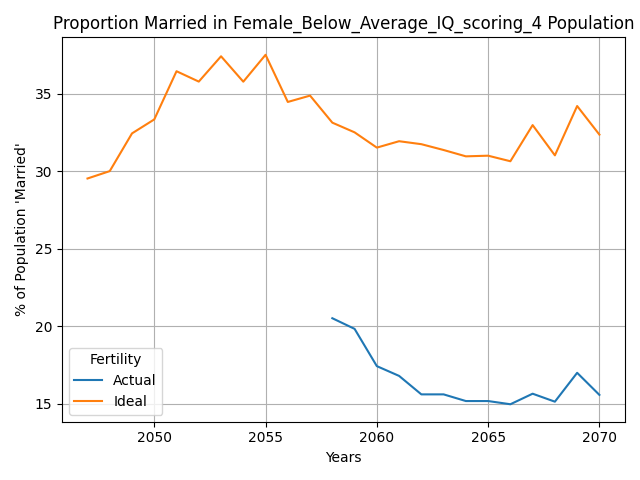 Proportion Married in Female_Below_Average_IQ_scoring_4 Population
% of Population 'Married'
35
30
25
20
15
Fertility
Actual
Ideal
2050
2055
2060
2065
2070
Years